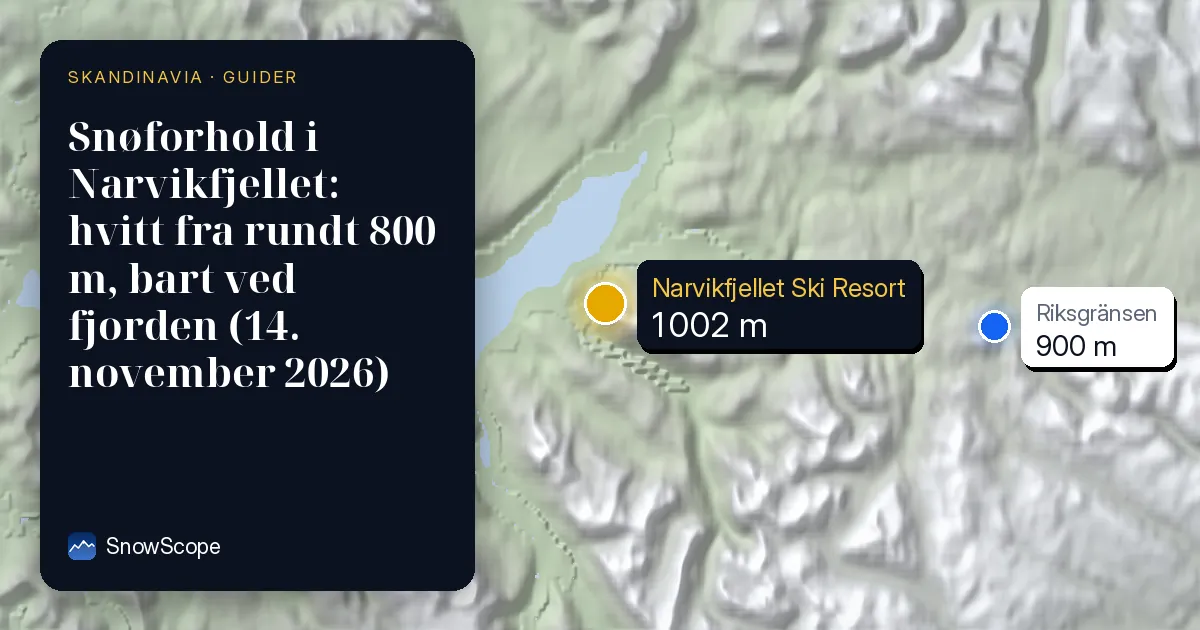 SKANDINAVIA · GUIDER
Snøforhold i
Narvikfjellet:
hvitt fra rundt 800
m, bart ved
fjorden (14.
november 2026)
SnowScope
Narvikfjellet Ski Resort
1002 m
Riksgränsen
900 m